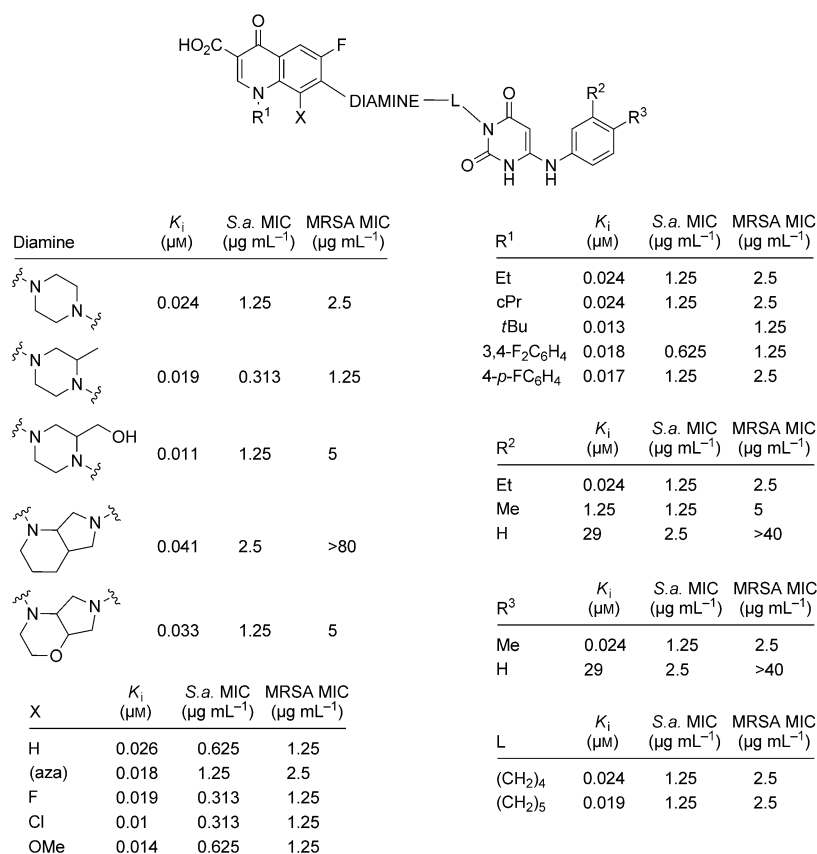 O
HO₂C
F
N
R¹
X
DIAMINE
L
O
N
O
N
H
N
H
R²
R³
Diamine Kᵢ (µM) S.a. MIC (µg mL⁻¹) MRSA MIC (µg mL⁻¹)
N N 0.024 1.25 2.5
N N 0.019 0.313 1.25
N N OH 0.011 1.25 5
N N 0.041 2.5 >80
N N O 0.033 1.25 5
X Kᵢ (µM) S.a. MIC (µg mL⁻¹) MRSA MIC (µg mL⁻¹)
H 0.026 0.625 1.25
(aza) 0.018 1.25 2.5
F 0.019 0.313 1.25
Cl 0.01 0.313 1.25
OMe 0.014 0.625 1.25
R¹ Kᵢ (µM) S.a. MIC (µg mL⁻¹) MRSA MIC (µg mL⁻¹)
Et 0.024 1.25 2.5
cPr 0.024 1.25 2.5
tBu 0.013 1.25
3,4-F₂C₆H₄ 0.018 0.625 1.25
4-p-FC₆H₄ 0.017 1.25 2.5
R² Kᵢ (µM) S.a. MIC (µg mL⁻¹) MRSA MIC (µg mL⁻¹)
Et 0.024 1.25 2.5
Me 1.25 1.25 5
H 29 2.5 >40
R³ Kᵢ (µM) S.a. MIC (µg mL⁻¹) MRSA MIC (µg mL⁻¹)
Me 0.024 1.25 2.5
H 29 2.5 >40
L Kᵢ (µM) S.a. MIC (µg mL⁻¹) MRSA MIC (µg mL⁻¹)
(CH₂)₄ 0.024 1.25 2.5
(CH₂)₅ 0.019 1.25 2.5